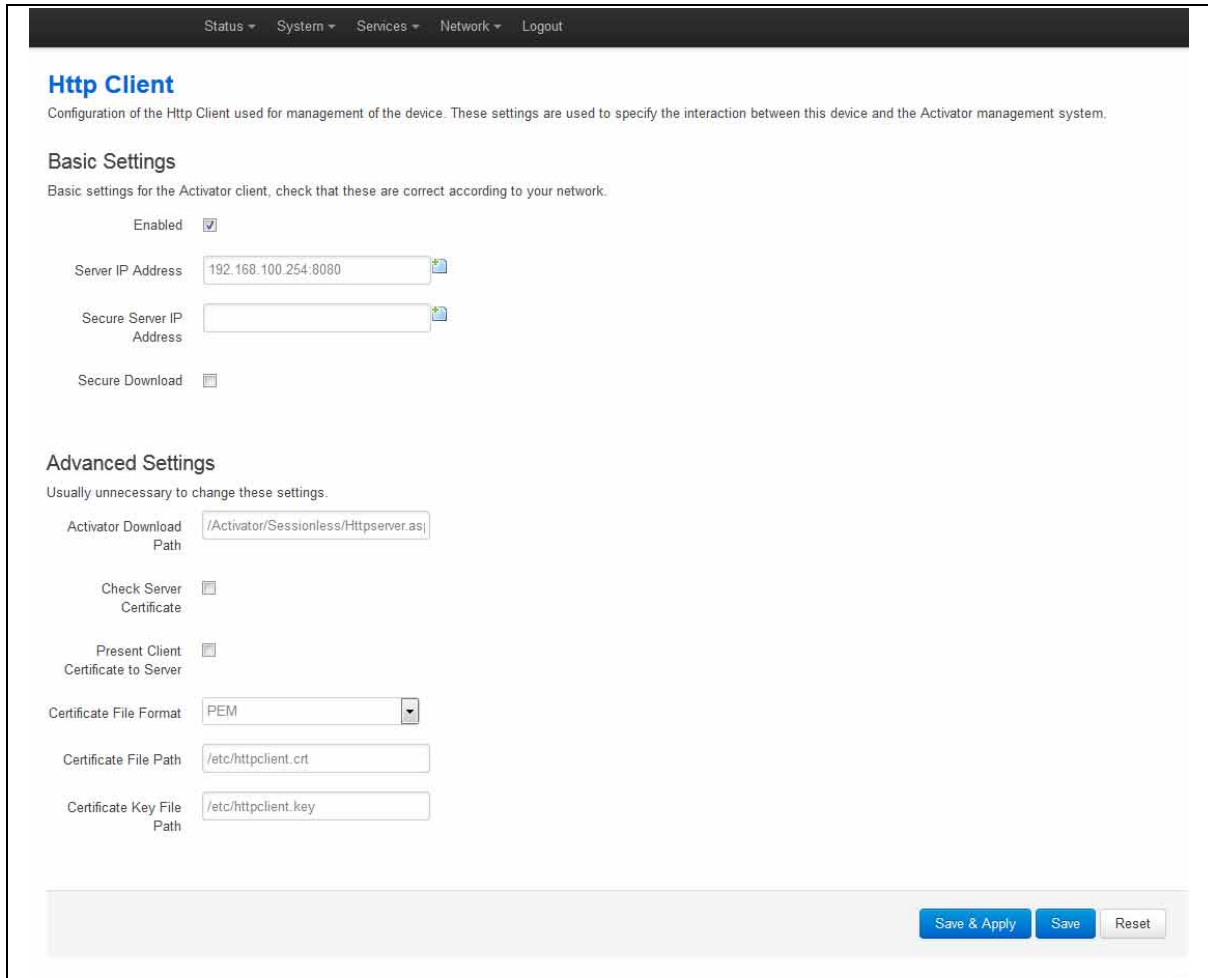 Status System Services Network Logout
Http Client
Configuration of the Http Client used for management of the device. These settings are used to specify the interaction between this device and the Activator management system.
Basic Settings
Basic settings for the Activator client, check that these are correct according to your network.
Enabled
Server IP Address 192.168.100.254:8080
Secure Server IP
Address
Secure Download
Advanced Settings
Usually unnecessary to change these settings.
Activator Download /Activator/Sessionless/Httpserver.as
Path
Check Server
Certificate
Present Client
Certificate to Server
Certificate File Format PEM
Certificate File Path /etc/httpclient.crt
Certificate Key File /etc/httpclient.key
Path
Save & Apply Save Reset